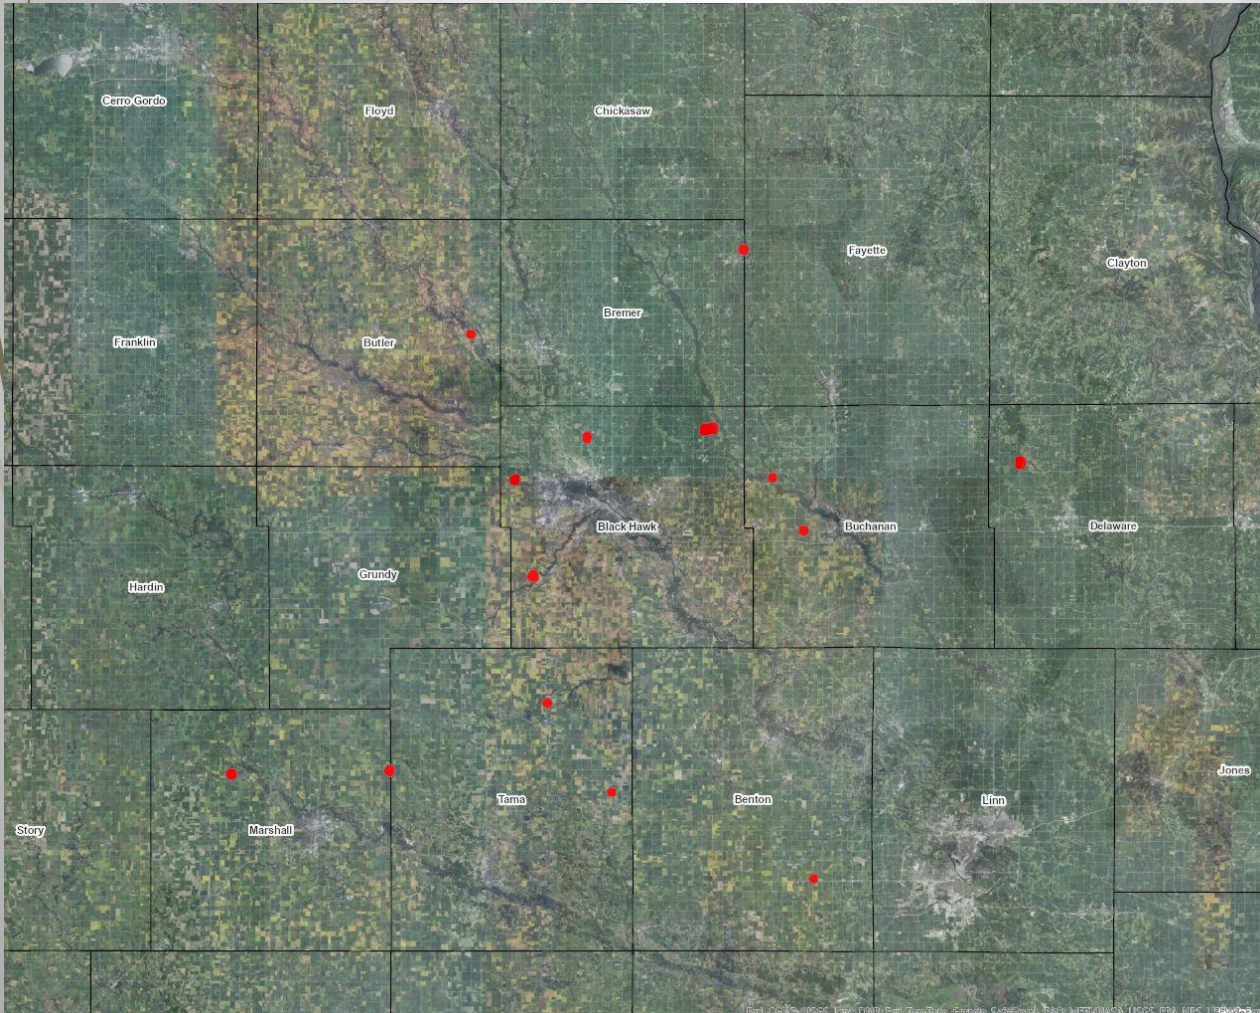 Cerro Gordo
Floyd
Chickasaw
Fayette
Clayton
Bremer
Franklin
Butler
Black Hawk
Buchanan
Delaware
Grundy
Hardin
Jones
Tama
Benton
Linn
Story
Marshall